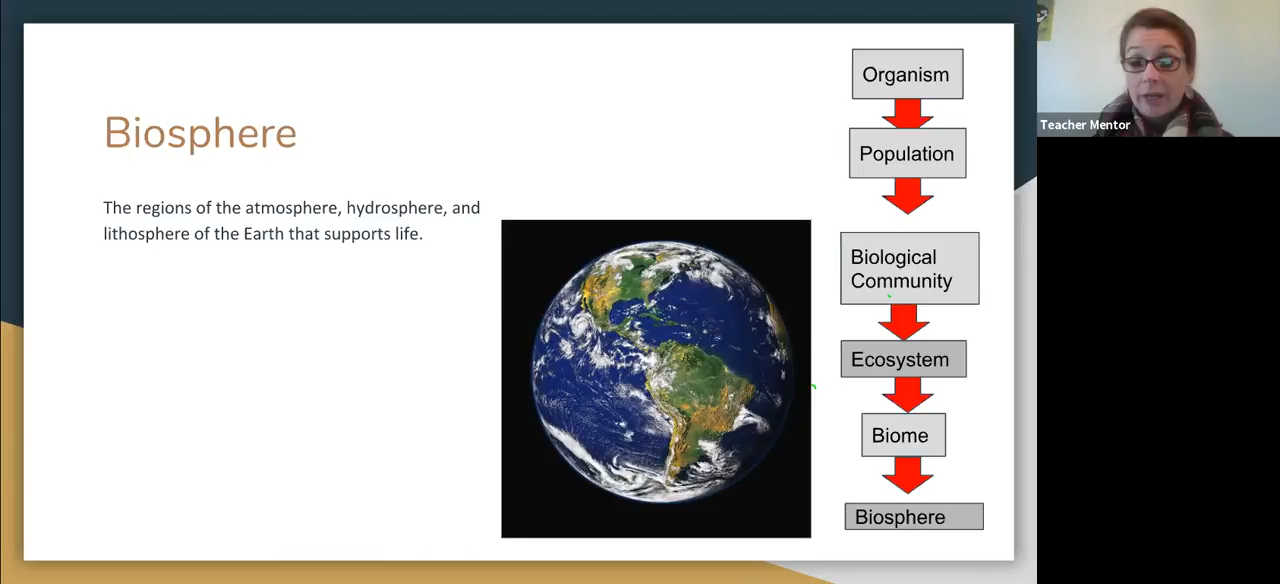 Biosphere
The regions of the atmosphere, hydrosphere, and
lithosphere of the Earth that supports life.
Organism
Population
Biological
Community
Ecosystem
Biome
Biosphere
Teacher Mentor